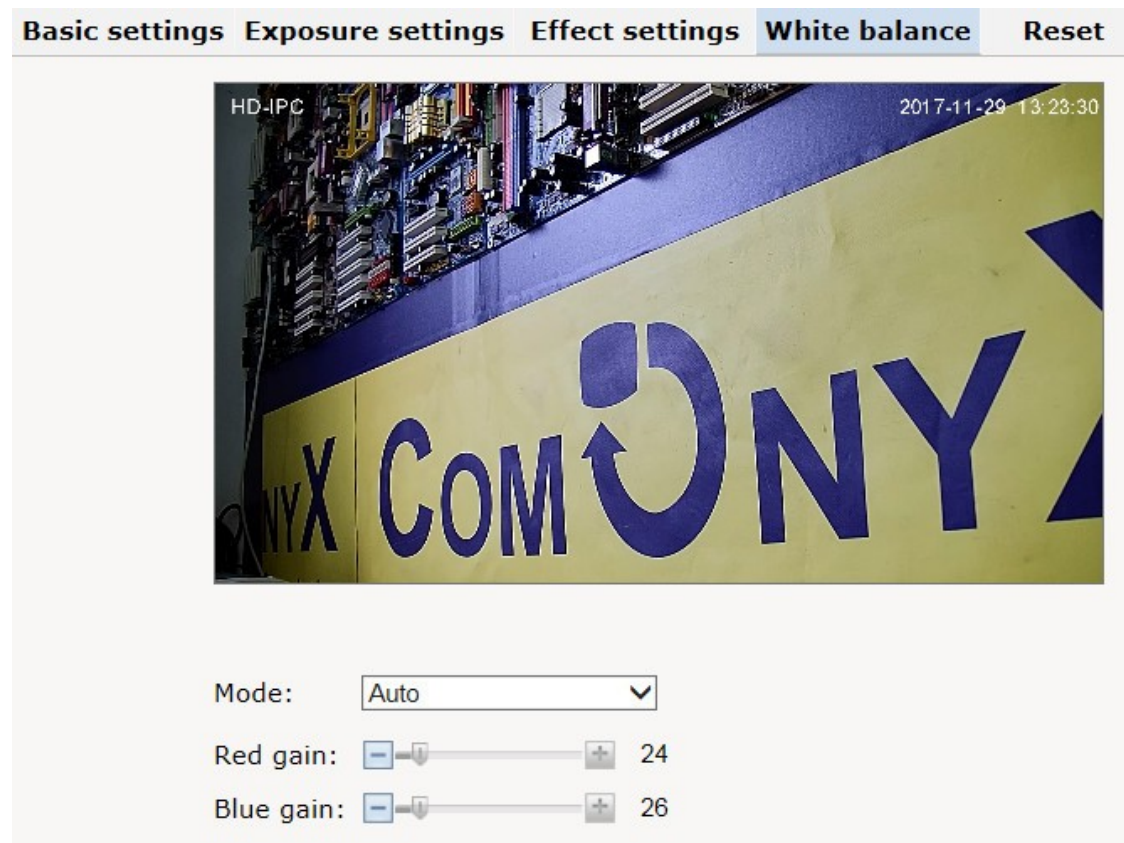 Basic settings Exposure settings Effect settings White balance Reset
HD-IPC 2017-11-29 13:23:30
NYX COMONYX
Mode: Auto
Red gain: 24
Blue gain: 26